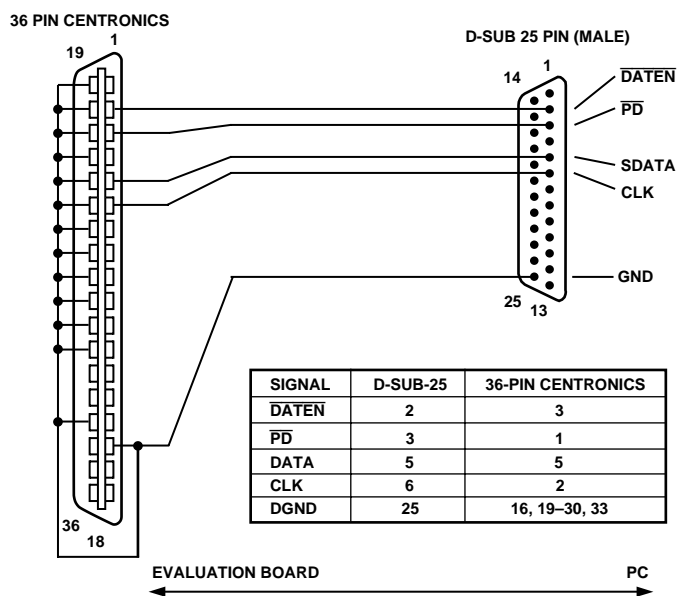 36 PIN CENTRONICS
19
1
36
18
D-SUB 25 PIN (MALE)
14
1
25
13
DATEN
PD
SDATA
CLK
GND
SIGNAL D-SUB-25 36-PIN CENTRONICS
DATEN 2 3
PD 3 1
DATA 5 5
CLK 6 2
DGND 25 16, 19–30, 33
EVALUATION BOARD
PC